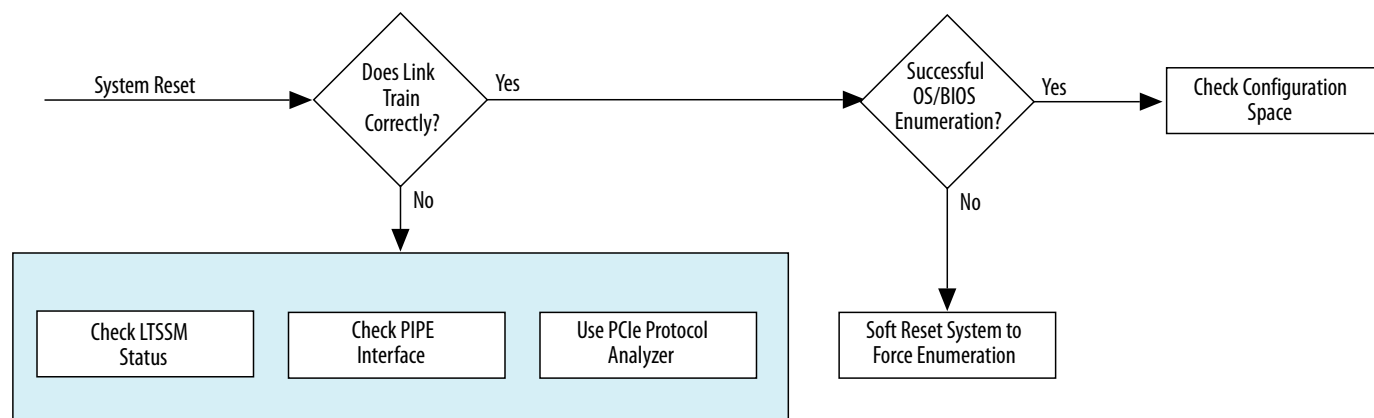 System Reset
Does Link
Train
Correctly?
Yes
No
Successful
OS/BIOS
Enumeration?
Yes
No
Check Configuration
Space
Check LTSSM
Status
Check PIPE
Interface
Use PCIe Protocol
Analyzer
Soft Reset System to
Force Enumeration